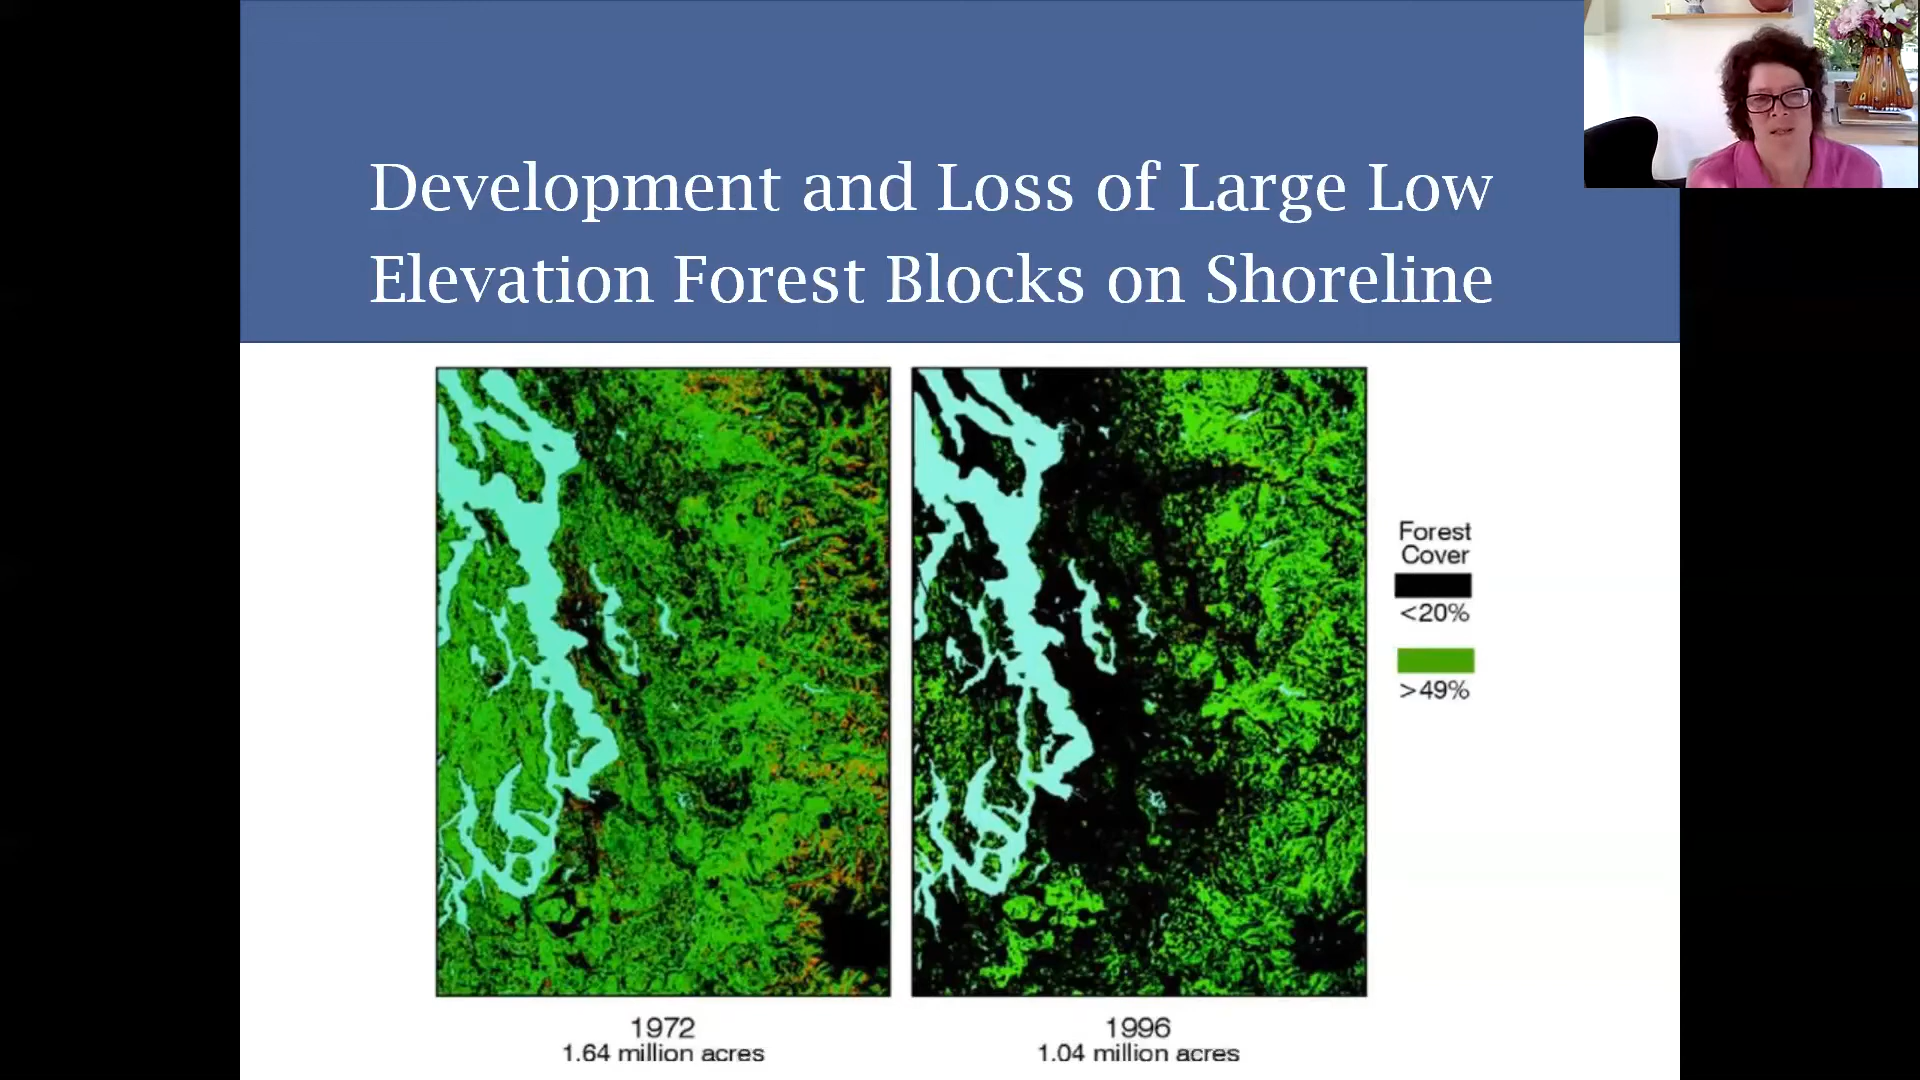 Development and Loss of Large Low
Elevation Forest Blocks on Shoreline
Forest
Cover
<20%
>49%
1972
1.64 million acres
1996
1.04 million acres